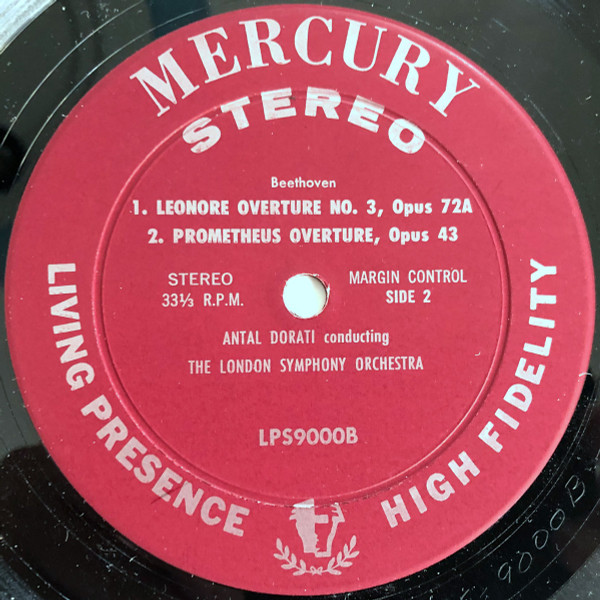 MERCURY
STEREO
Beethoven
1. LEONORE OVERTURE NO. 3, Opus 72A
2. PROMETHEUS OVERTURE, Opus 43
STEREO
33⅓ R.P.M.
MARGIN CONTROL
SIDE 2
ANTAL DORATI conducting
THE LONDON SYMPHONY ORCHESTRA
LPS9000B
LIVING PRESENCE
HIGH FIDELITY
9000B